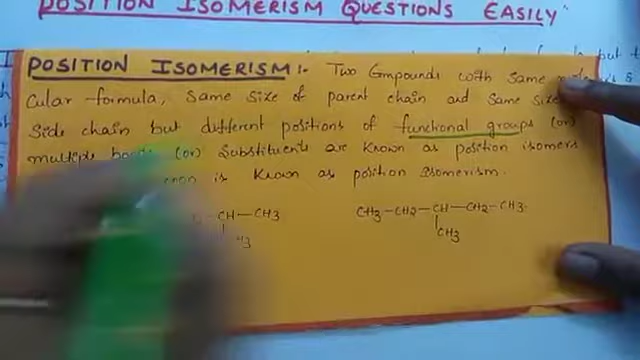 POSITION ISOMERISM QUESTIONS EASILY"
POSITION ISOMERISM :- Two Compounds with same
cular formula, same size of parent chain and same size
side chain but different positions of functional groups (or)
multiple bonds (or) substituents are known as position isomers
is known as position isomerism.
CH-CH3
CH3-CH2-CH-CH2-CH3
CH3